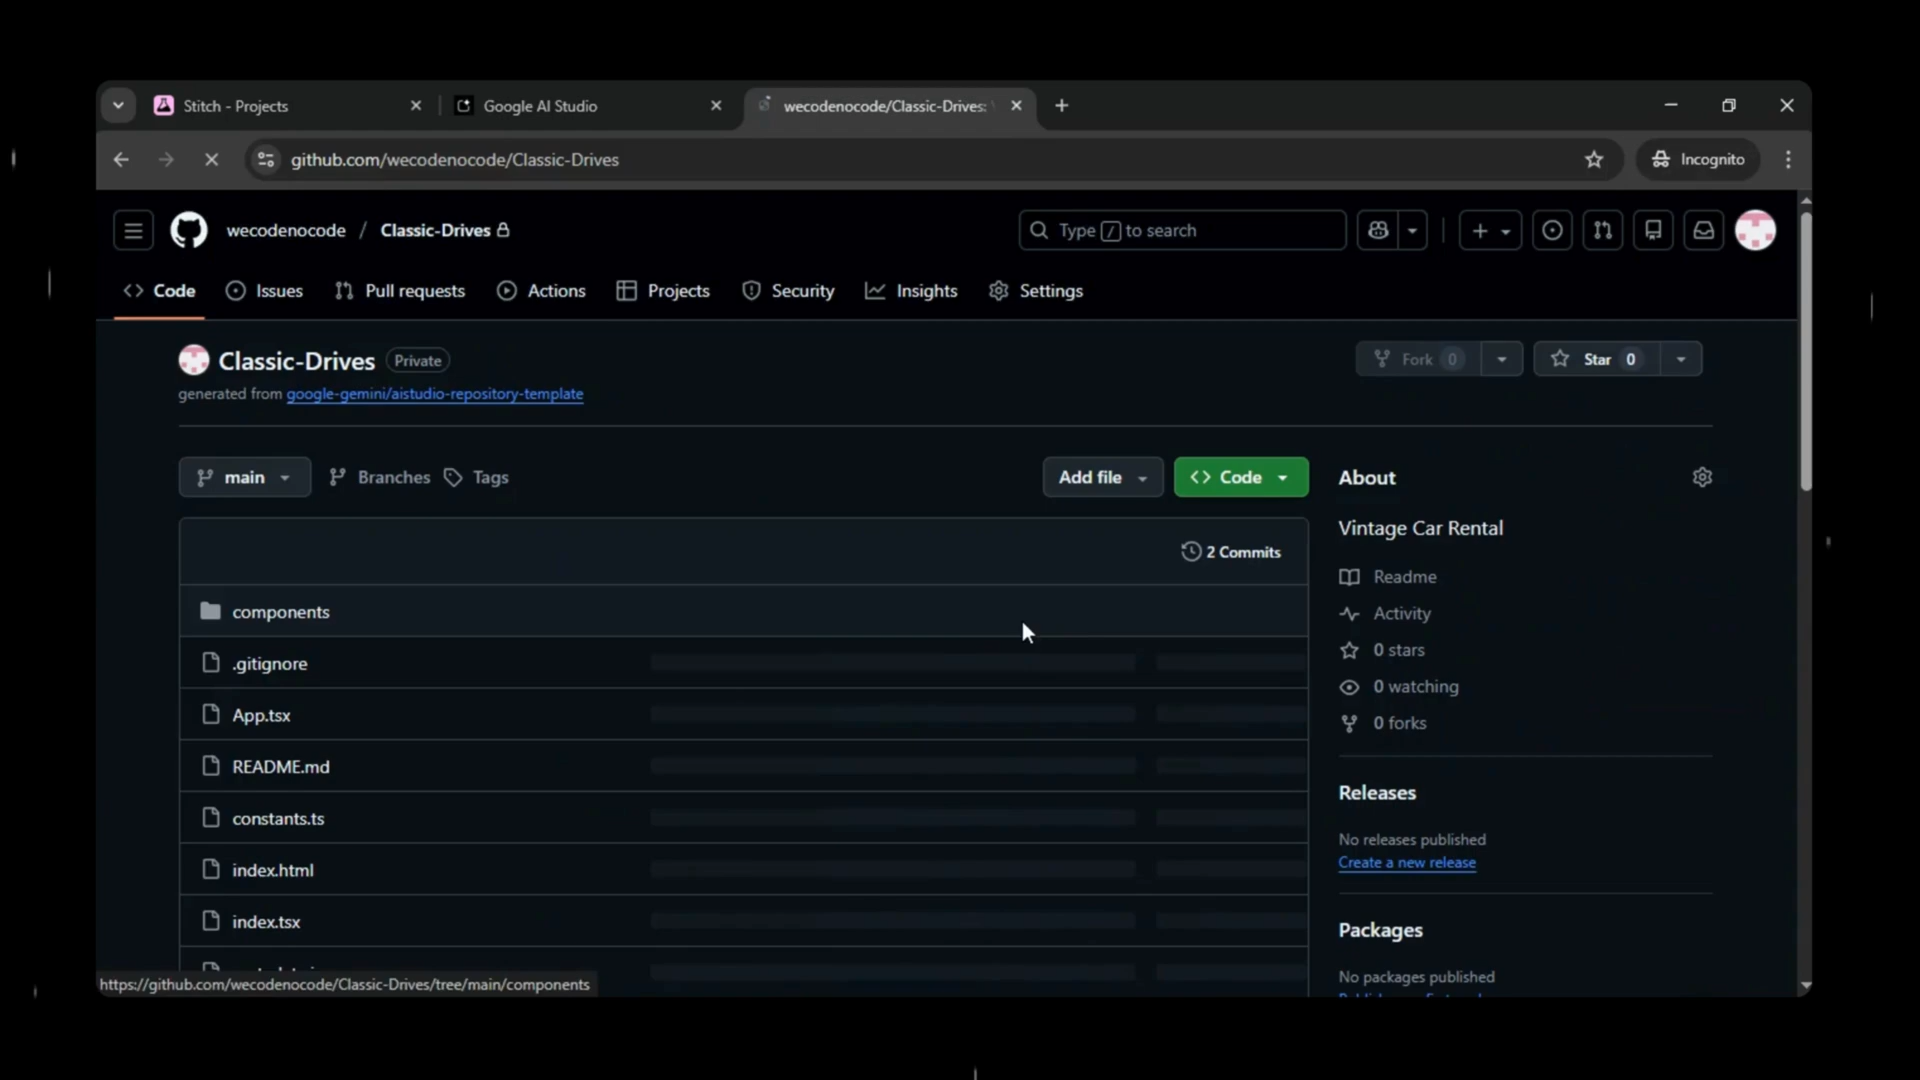 Stitch - Projects
Google AI Studio
wecodenocode/Classic-Drives:
github.com/wecodenocode/Classic-Drives
Incognito
wecodenocode / Classic-Drives
Type / to search
Code
Issues
Pull requests
Actions
Projects
Security
Insights
Settings
Classic-Drives Private
Fork 0
Star 0
generated from google-gemini/aistudio-repository-template
main
Branches
Tags
Add file
Code
About
Vintage Car Rental
2 Commits
Readme
components
Activity
0 stars
.gitignore
0 watching
App.tsx
0 forks
README.md
Releases
constants.ts
No releases published
Create a new release
index.html
index.tsx
Packages
No packages published
https://github.com/wecodenocode/Classic-Drives/tree/main/components